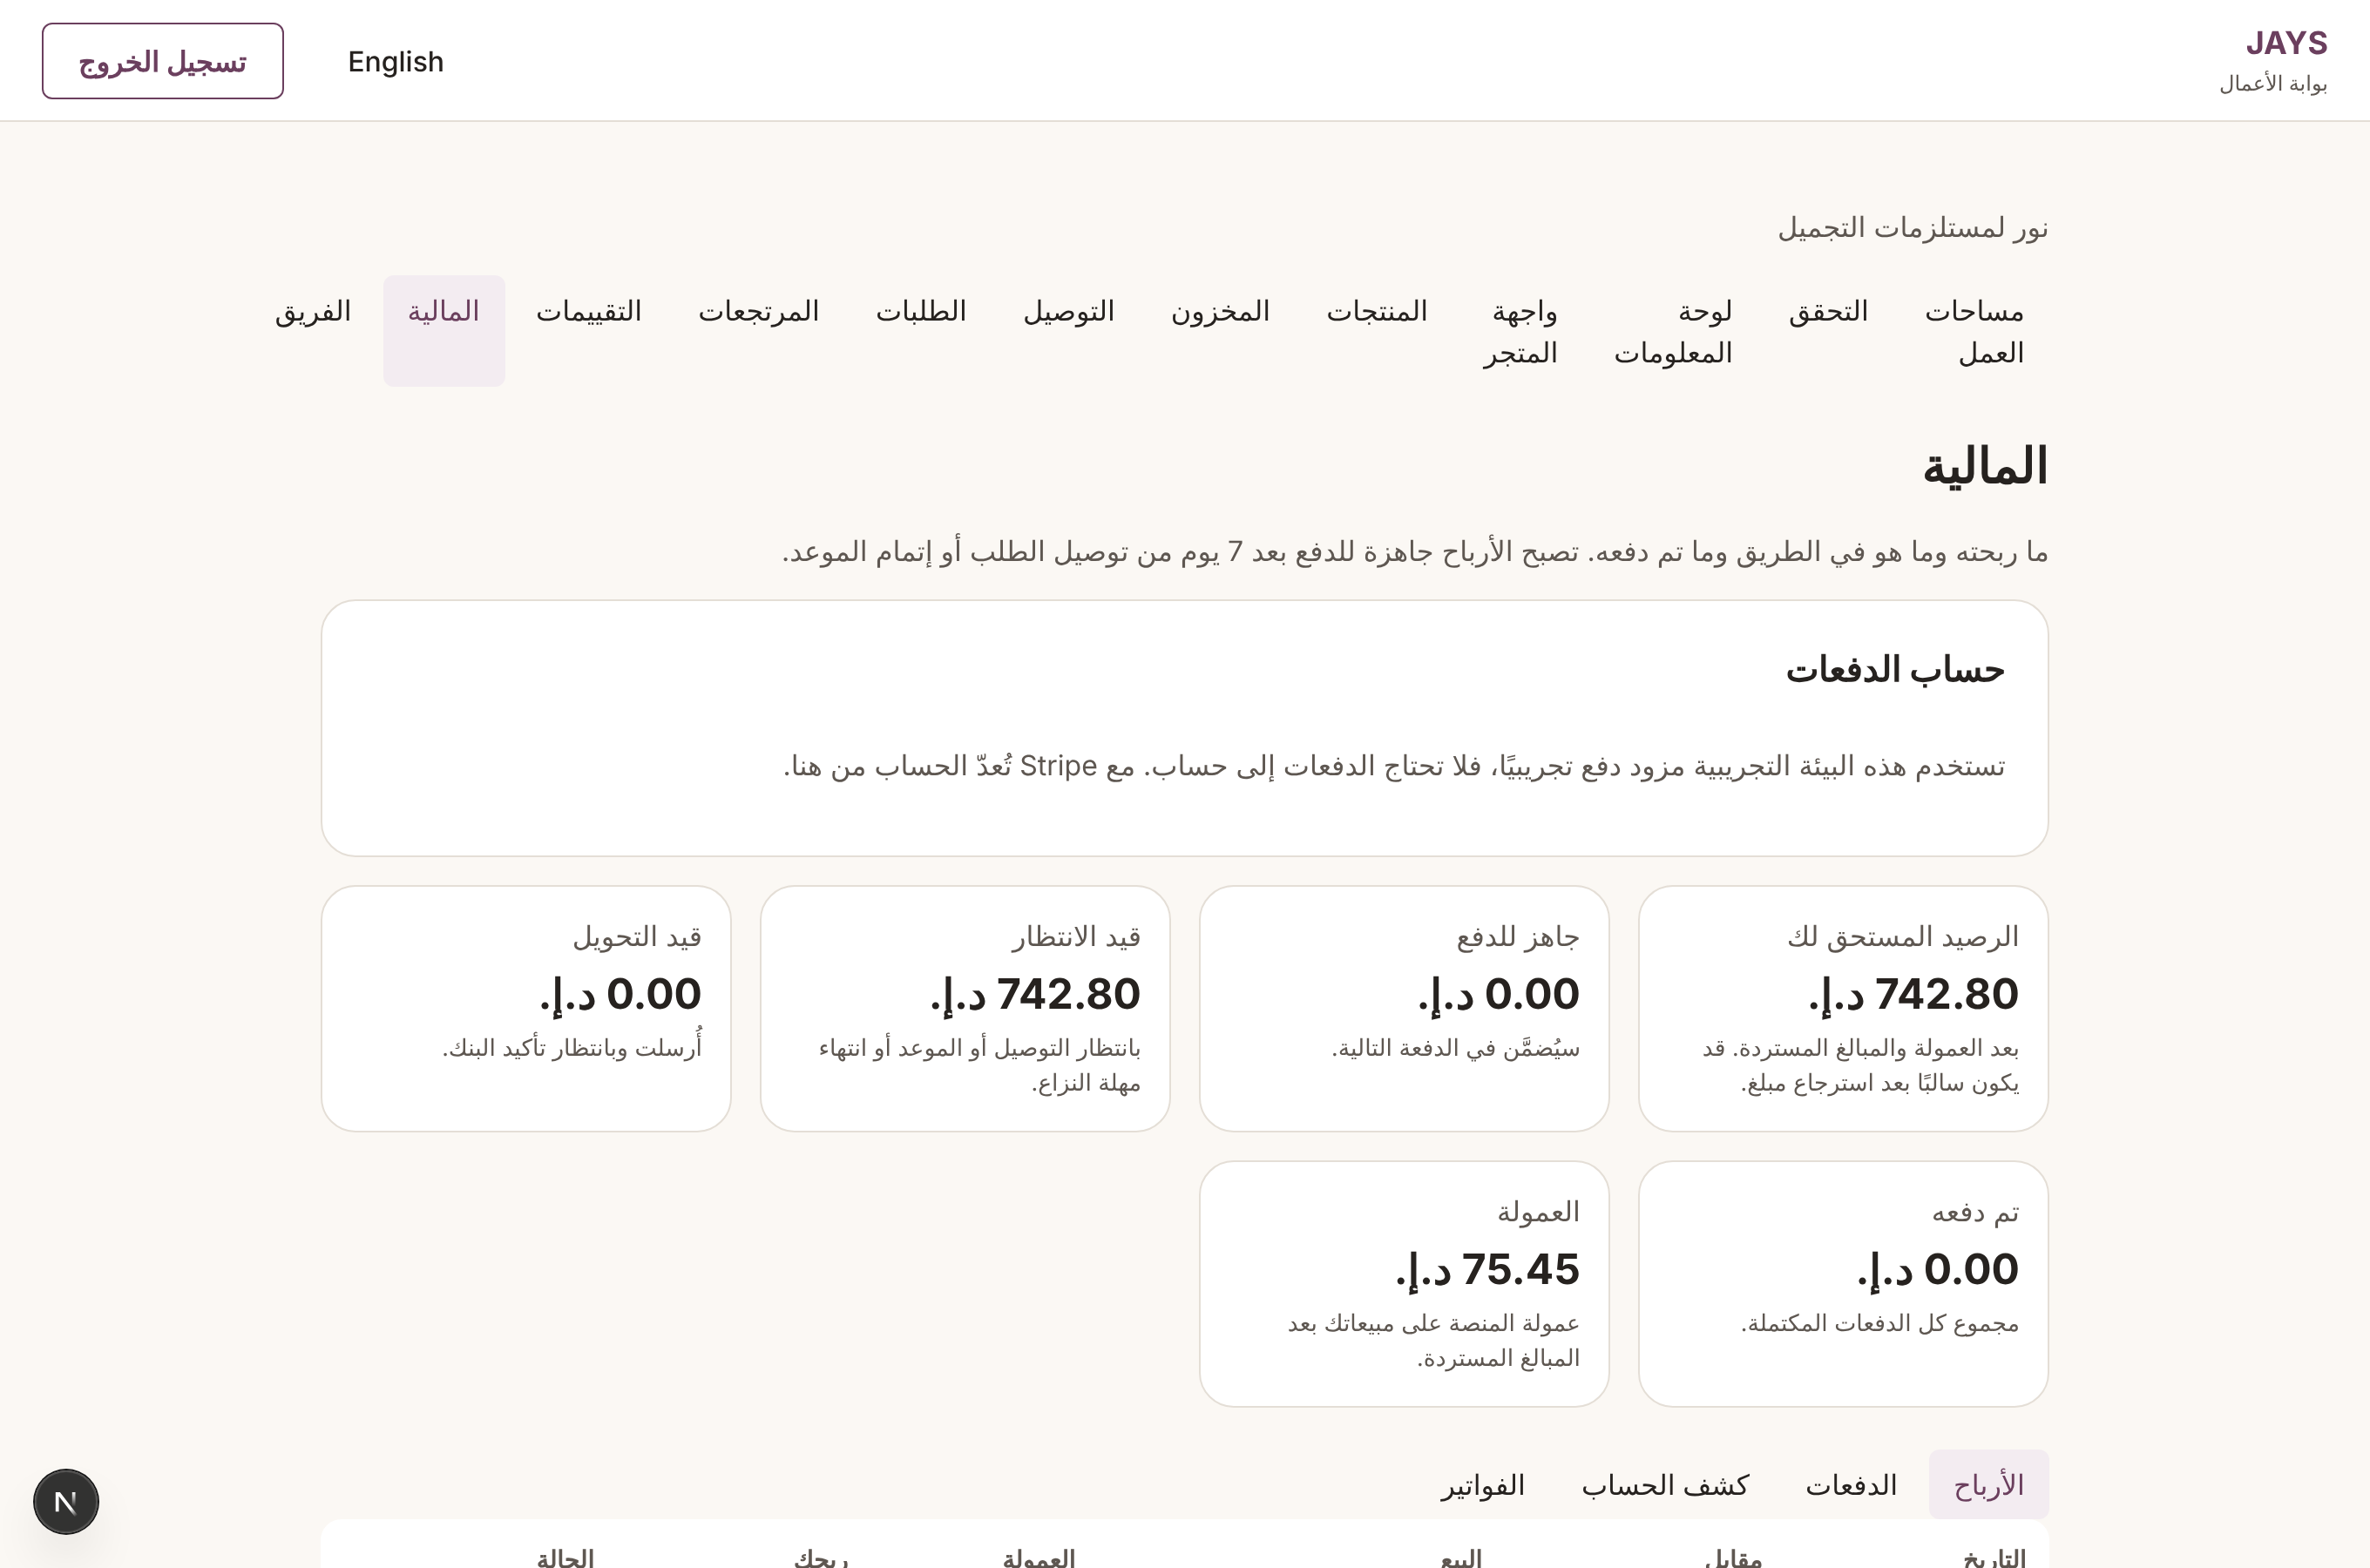 JAYS
بوابة الأعمال
English
تسجيل الخروج
نور لمستلزمات التجميل
مساحات العمل
التحقق
لوحة المعلومات
واجهة المتجر
المنتجات
المخزون
التوصيل
الطلبات
المرتجعات
التقييمات
المالية
الفريق
المالية
ما ربحته وما هو في الطريق وما تم دفعه. تصبح الأرباح جاهزة للدفع بعد 7 يوم من توصيل الطلب أو إتمام الموعد.
حساب الدفعات
تستخدم هذه البيئة التجريبية مزود دفع تجريبيًا، فلا تحتاج الدفعات إلى حساب. مع Stripe تُعدّ الحساب من هنا.
الرصيد المستحق لك
742.80 د.إ.
بعد العمولة والمبالغ المستردة. قد
يكون سالبًا بعد استرجاع مبلغ.
جاهز للدفع
0.00 د.إ.
سيُضمَّن في الدفعة التالية.
قيد الانتظار
742.80 د.إ.
بانتظار التوصيل أو الموعد أو انتهاء
مهلة النزاع.
قيد التحويل
0.00 د.إ.
أُرسلت وبانتظار تأكيد البنك.
تم دفعه
0.00 د.إ.
مجموع كل الدفعات المكتملة.
العمولة
75.45 د.إ.
عمولة المنصة على مبيعاتك بعد
المبالغ المستردة.
الأرباح
الدفعات
كشف الحساب
الفواتير
التاريخ
مقابل
البيع
العمولة
ربحك
الحالة